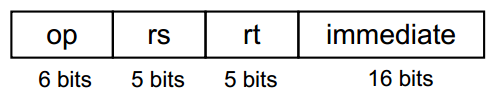 op rs rt immediate
6 bits 5 bits 5 bits 16 bits